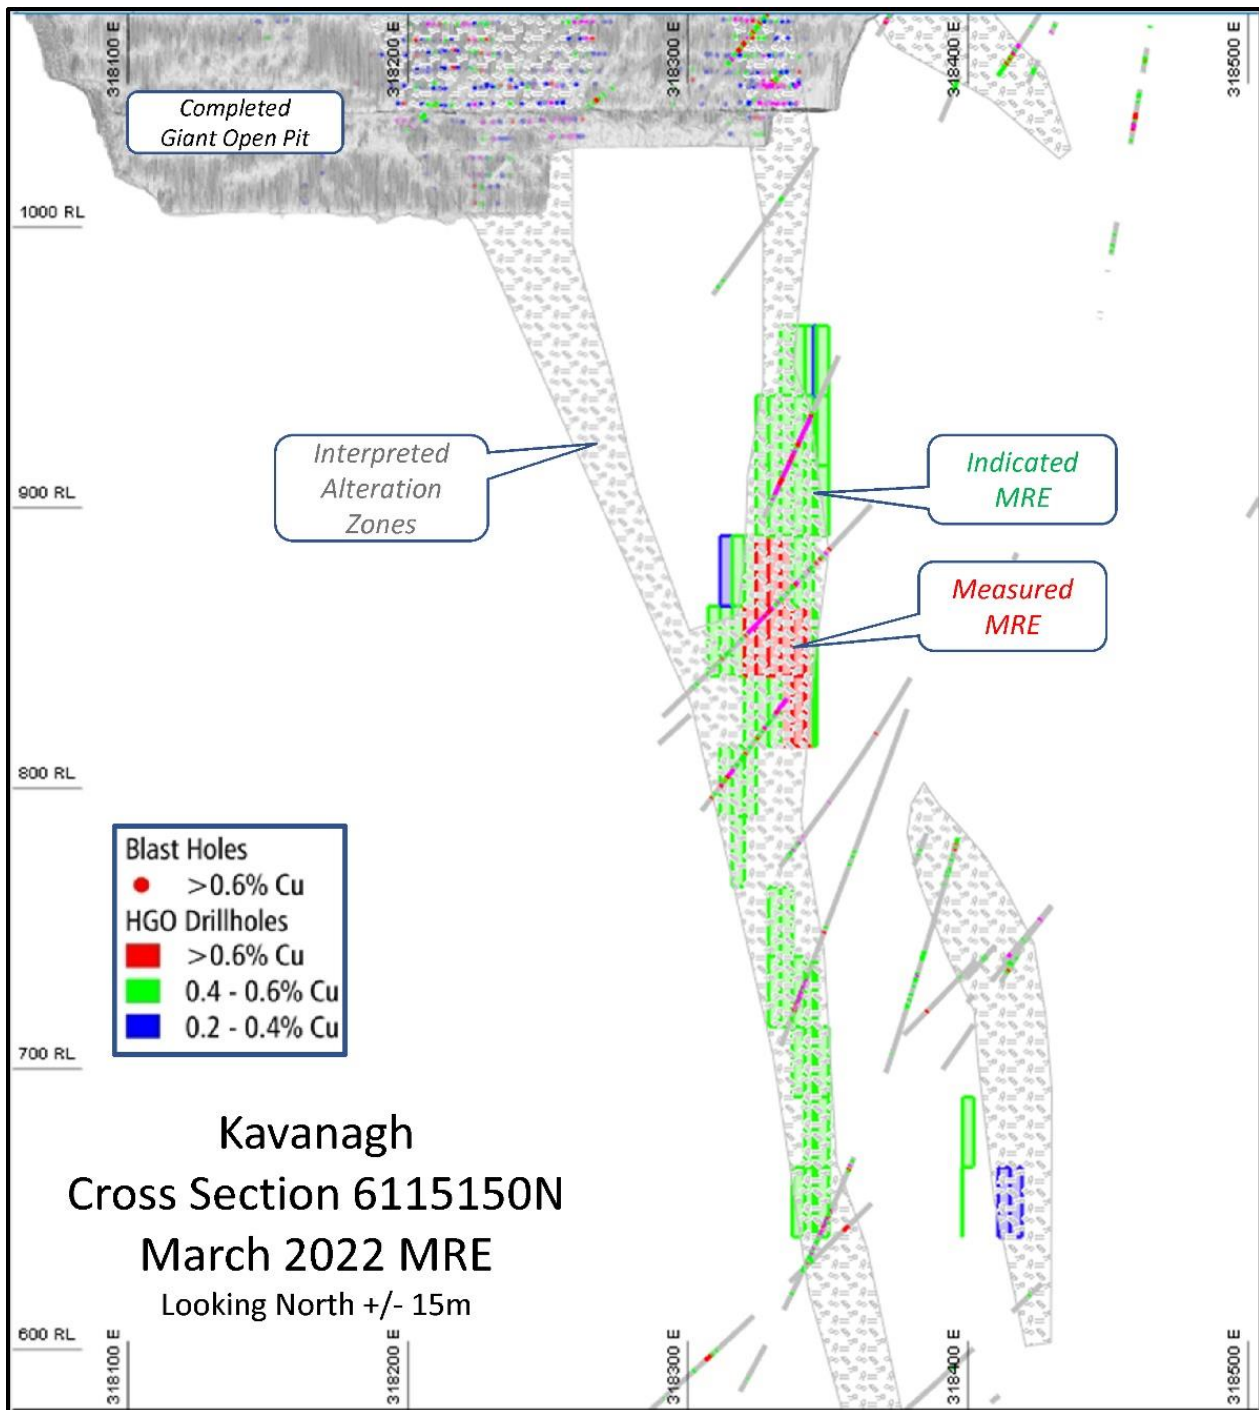 318100 E
318200 E
318300 E
318400 E
318500 E
Completed
Giant Open Pit
1000 RL
Interpreted
Alteration
Zones
Indicated
MRE
900 RL
Measured
MRE
800 RL
Blast Holes
>0.6% Cu
HGO Drillholes
>0.6% Cu
0.4 - 0.6% Cu
0.2 - 0.4% Cu
700 RL
Kavanagh
Cross Section 6115150N
March 2022 MRE
Looking North +/- 15m
600 RL
318100 E
318200 E
318300 E
318400 E
318500 E